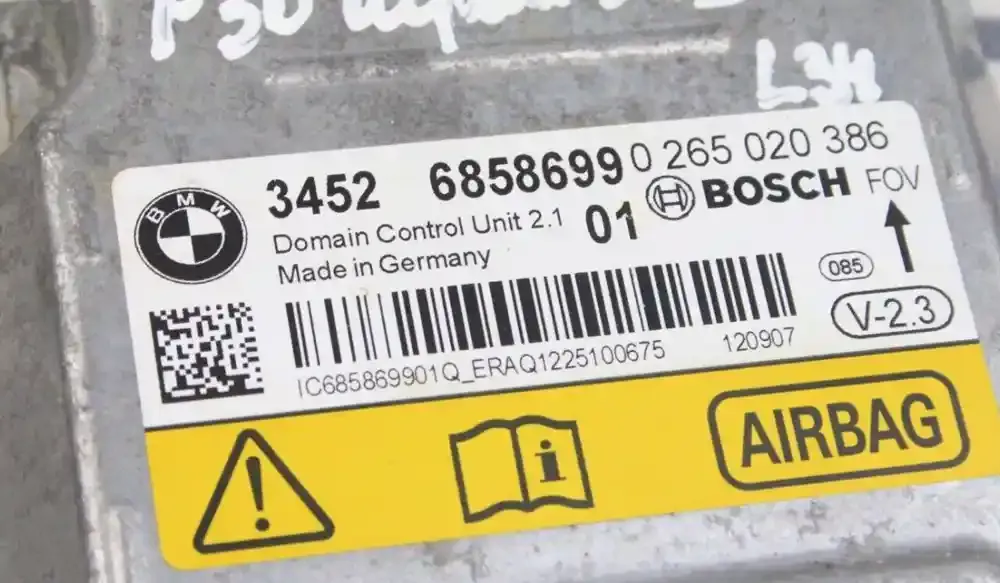 L3H
BMW
3452 6858699 0 265 020 386
Domain Control Unit 2.1 01 BOSCH FOV
Made in Germany
085
V-2.3
IC685869901Q_ERAQ1225100675 120907
AIRBAG